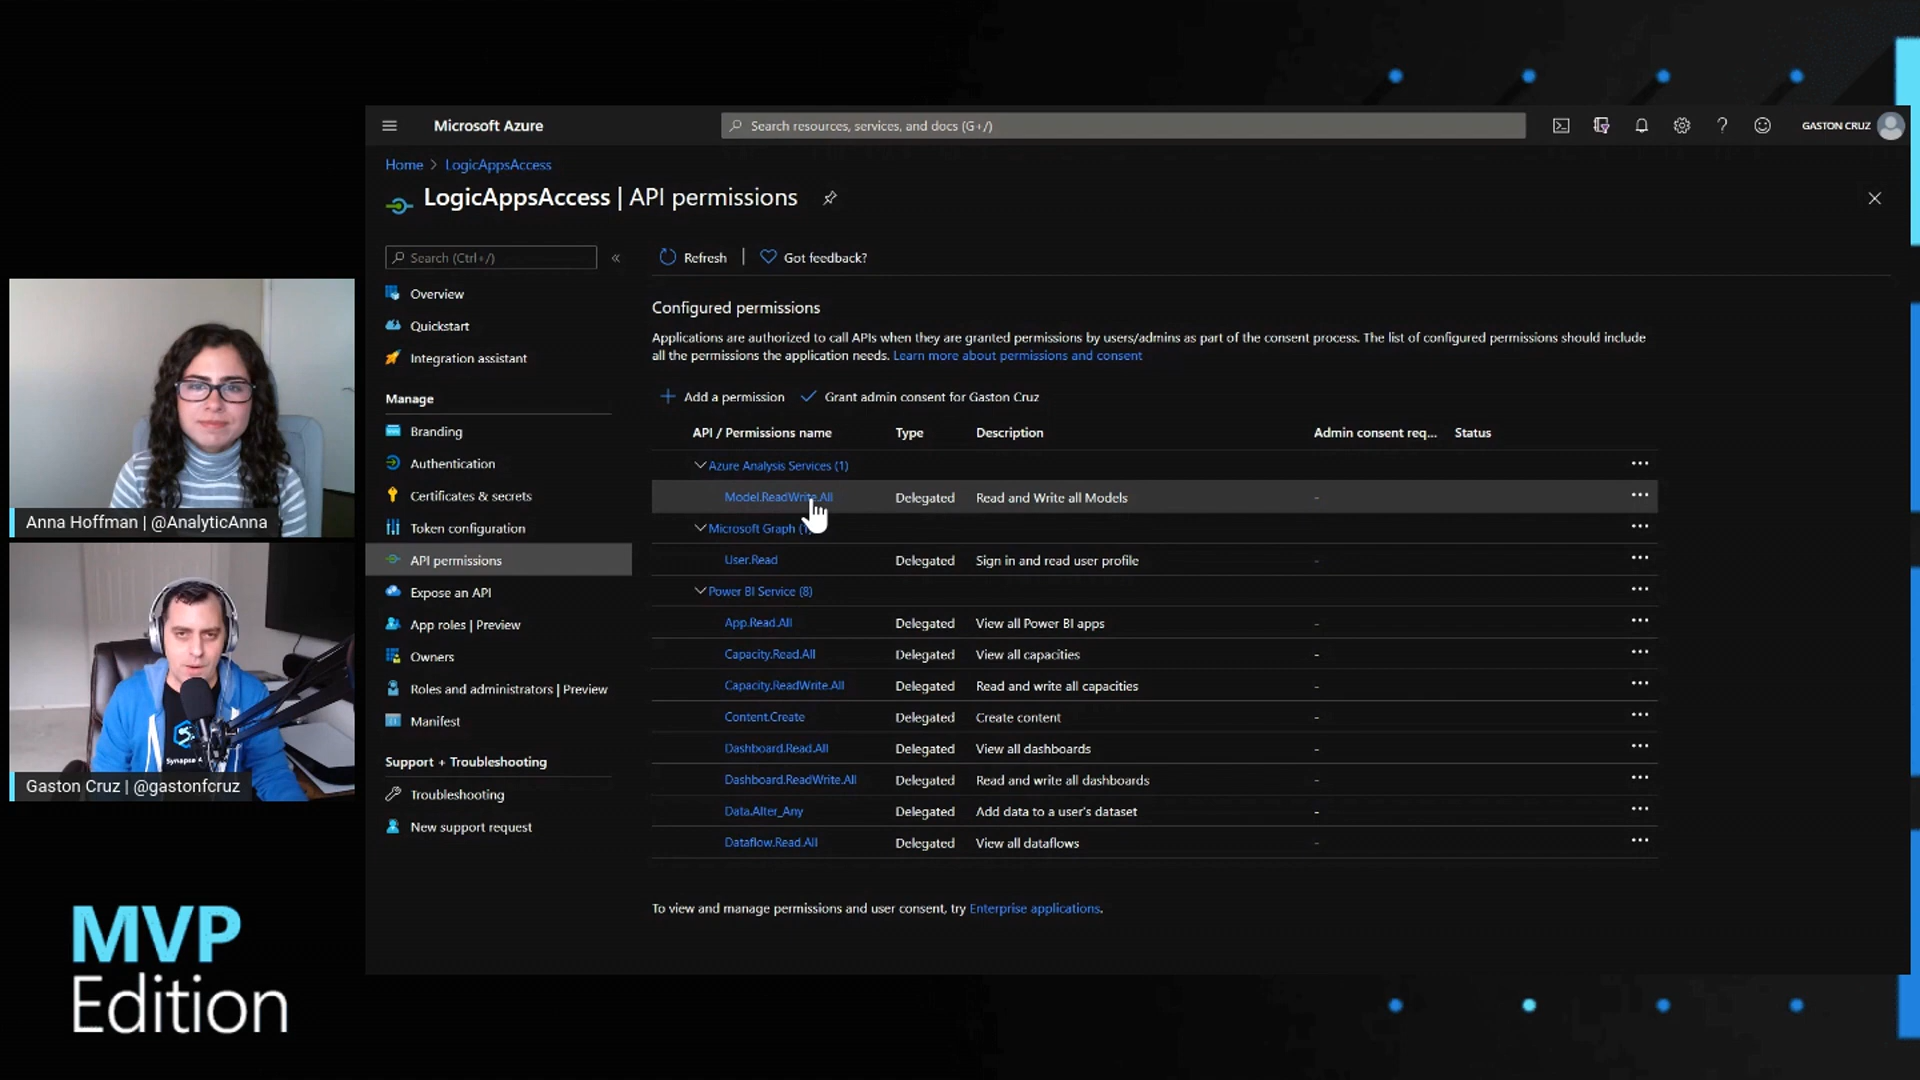 Microsoft Azure
Search resources, services, and docs (G+/)
GASTON CRUZ
Home > LogicAppsAccess
LogicAppsAccess | API permissions
Search (Ctrl+/)
«
Refresh | Got feedback?
Overview
Quickstart
Integration assistant
Manage
Branding
Authentication
Certificates & secrets
Token configuration
API permissions
Expose an API
App roles | Preview
Owners
Roles and administrators | Preview
Manifest
Support + Troubleshooting
Troubleshooting
New support request
Configured permissions
Applications are authorized to call APIs when they are granted permissions by users/admins as part of the consent process. The list of configured permissions should include
all the permissions the application needs. Learn more about permissions and consent
Add a permission Grant admin consent for Gaston Cruz
API / Permissions name Type Description Admin consent req... Status
Azure Analysis Services (1) ...
Model.ReadWrite.All Delegated Read and Write all Models - ...
Microsoft Graph (1 ...
User.Read Delegated Sign in and read user profile - ...
Power BI Service (8) ...
App.Read.All Delegated View all Power BI apps - ...
Capacity.Read.All Delegated View all capacities - ...
Capacity.ReadWrite.All Delegated Read and write all capacities - ...
Content.Create Delegated Create content - ...
Dashboard.Read.All Delegated View all dashboards - ...
Dashboard.ReadWrite.All Delegated Read and write all dashboards - ...
Data.Alter_Any Delegated Add data to a user's dataset - ...
Dataflow.Read.All Delegated View all dataflows - ...
To view and manage permissions and user consent, try Enterprise applications.
Anna Hoffman | @AnalyticAnna
Synapse
Gaston Cruz | @gastonfcruz
MVP
Edition